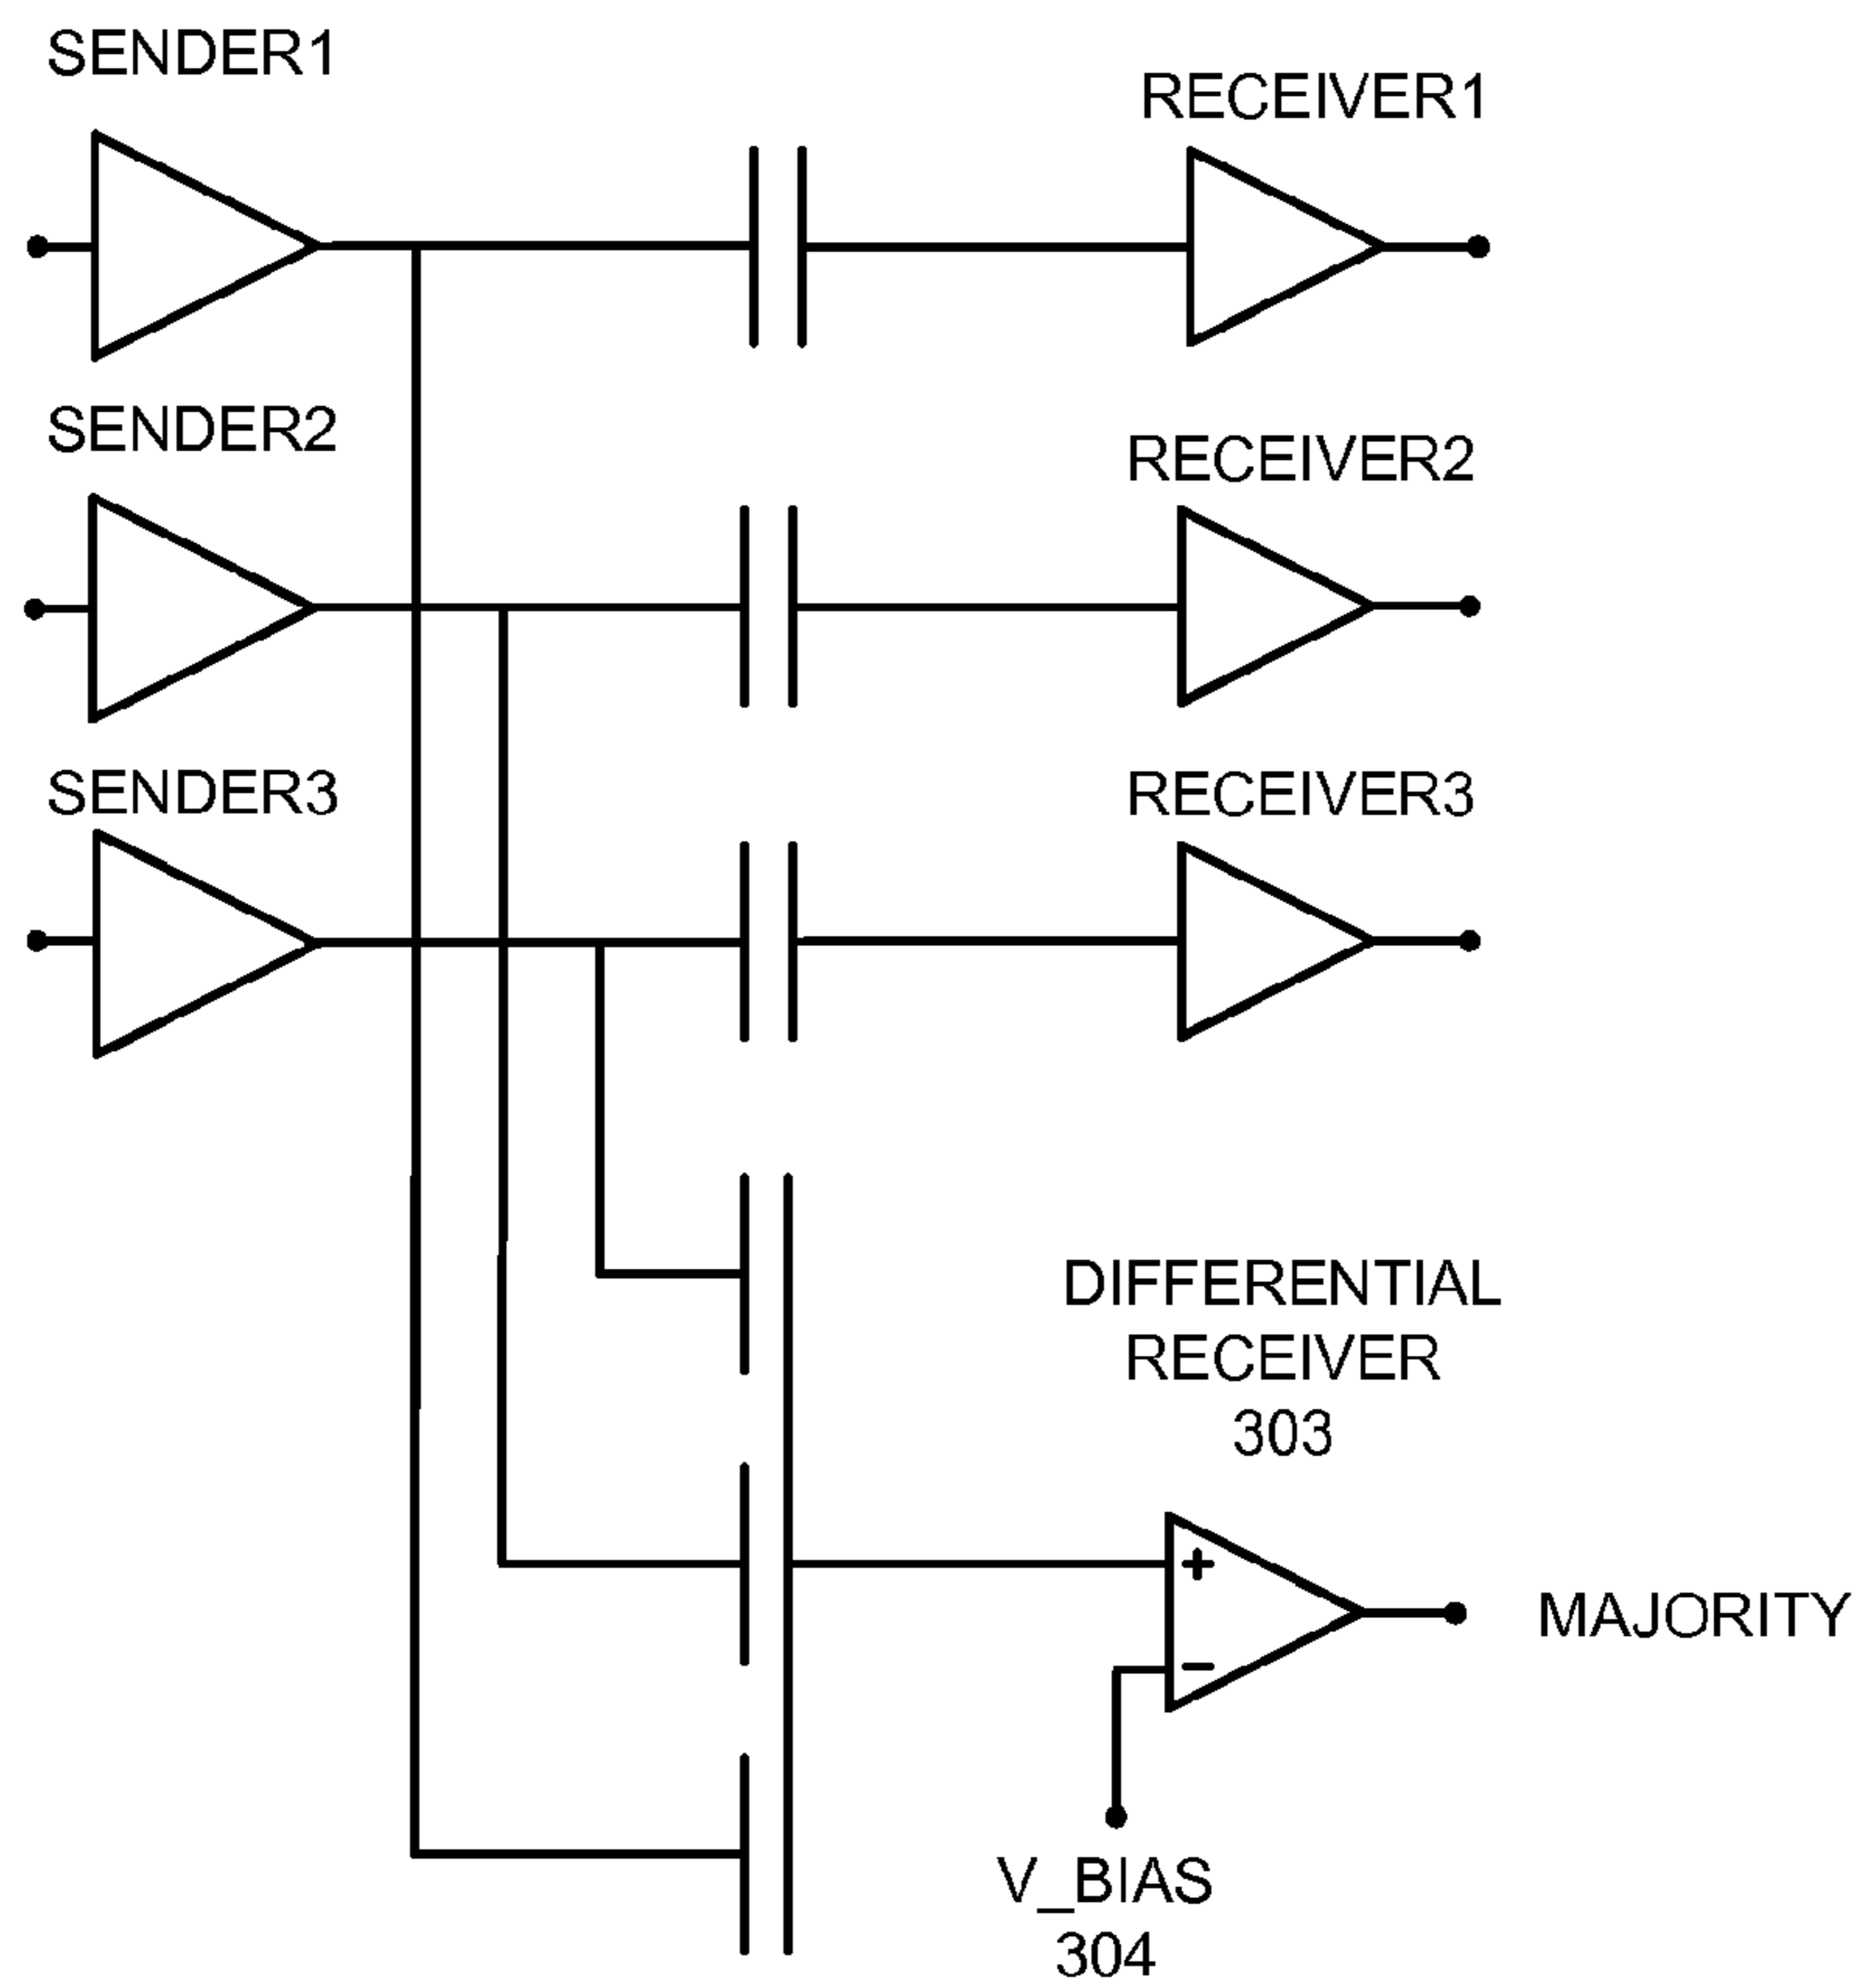 SENDER1
RECEIVER1
SENDER2
RECEIVER2
SENDER3
RECEIVER3
DIFFERENTIAL
RECEIVER
303
+
MAJORITY
−
V_BIAS
304